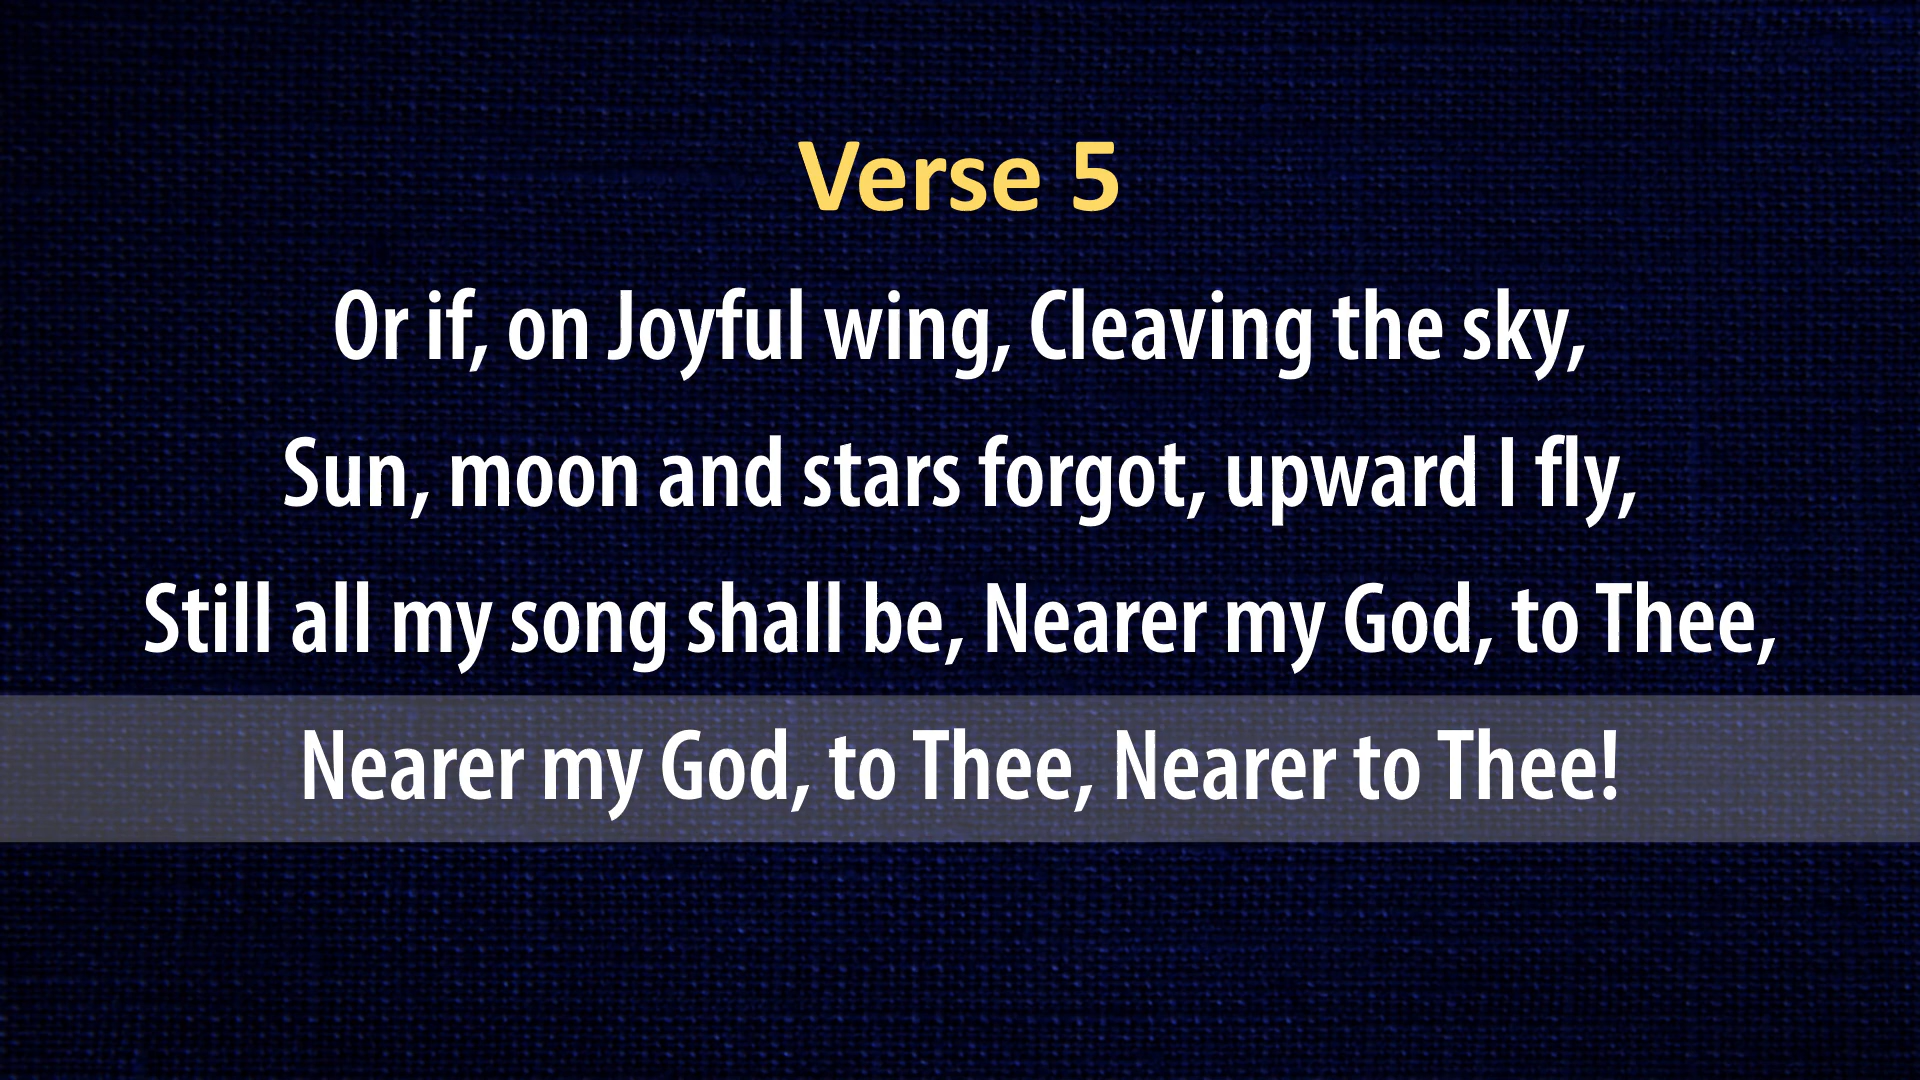 Verse 5
Or if, on Joyful wing, Cleaving the sky,
Sun, moon and stars forgot, upward I fly,
Still all my song shall be, Nearer my God, to Thee,
Nearer my God, to Thee, Nearer to Thee!